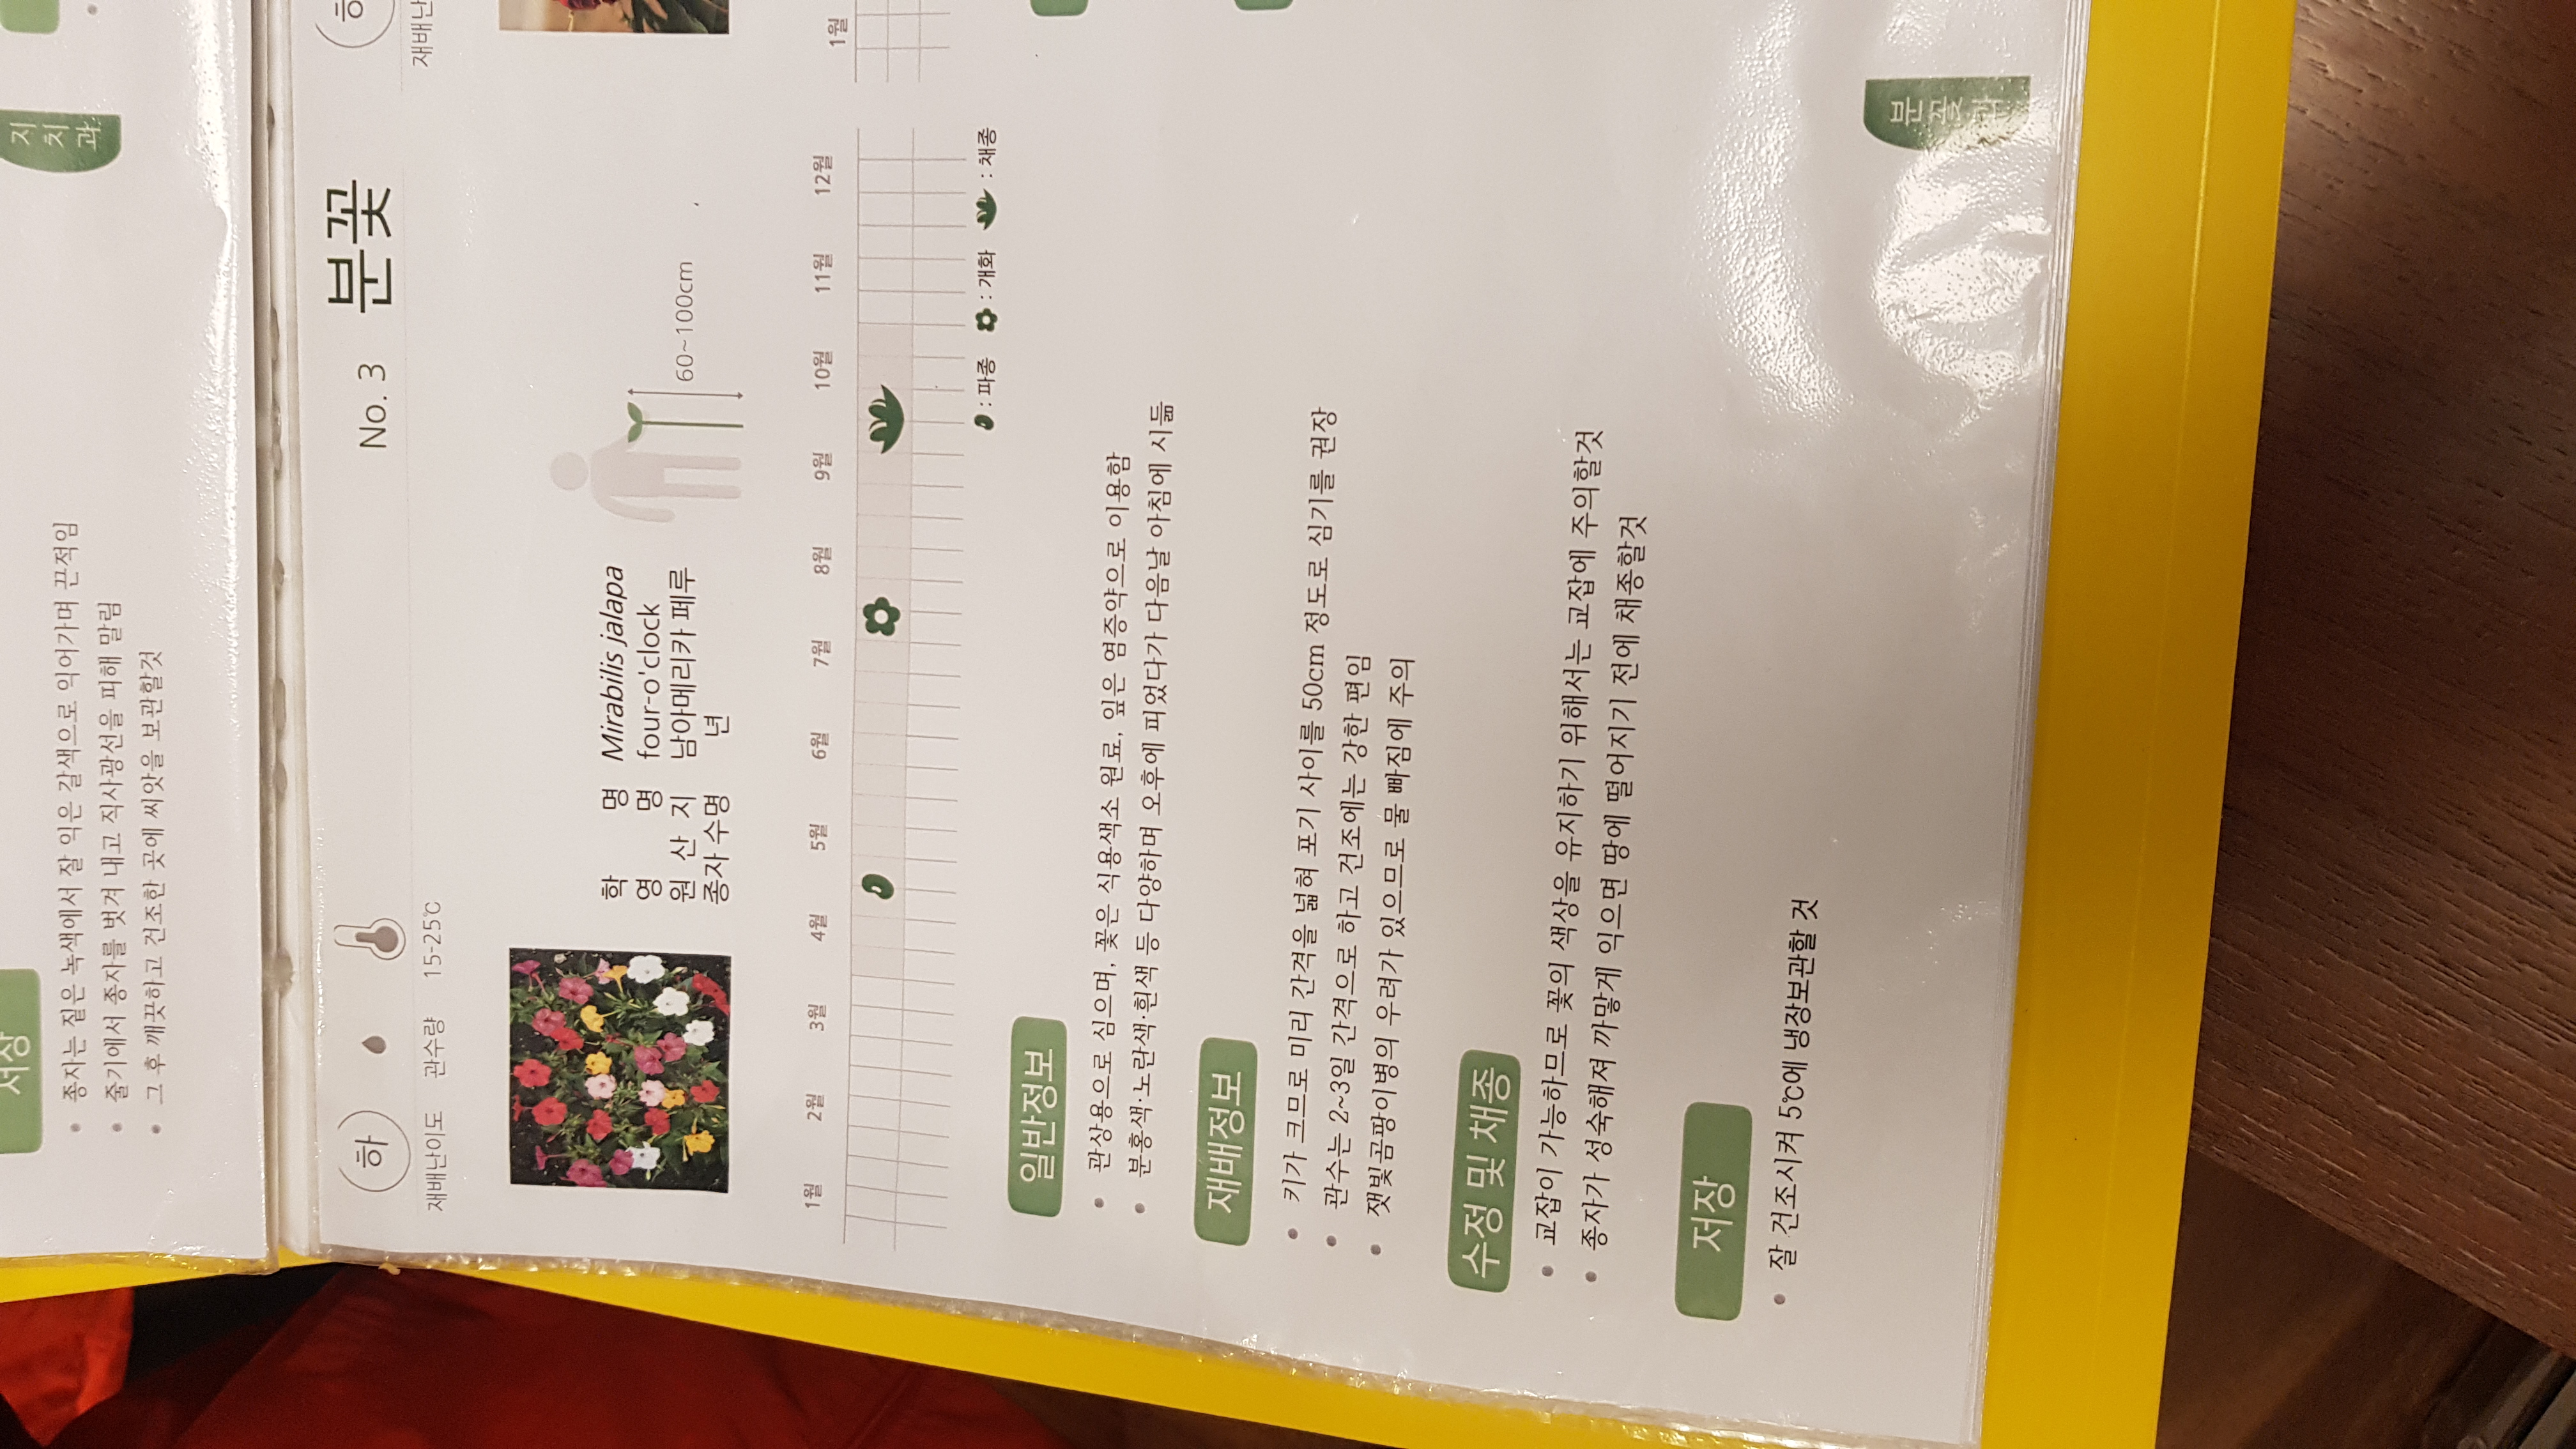 저장
종자는 짙은 녹색에서 잘 익은 갈색으로 익어가며 끈적임
줄기에서 종자를 벗겨 내고 직사광선을 피해 말림
그 후 깨끗하고 건조한 곳에 씨앗을 보관할것
지치과
하
No. 3 분꽃
재배난이도 관수량 15-25℃
학 명 Mirabilis jalapa
영 명 four-o'clock
원 산 지 남아메리카 페루
종자수명 년
60~100cm
1월 2월 3월 4월 5월 6월 7월 8월 9월 10월 11월 12월
: 파종 : 개화 : 채종
일반정보
관상용으로 심으며, 꽃은 식용색소 원료, 잎은 염증약으로 이용함
분홍색·노란색·흰색 등 다양하며 오후에 피었다가 다음날 아침에 시듦
재배정보
키가 크므로 미리 간격을 넓혀 포기 사이를 50cm 정도로 심기를 권장
관수는 2~3일 간격으로 하고 건조에는 강한 편임
잿빛곰팡이병의 우려가 있으므로 물 빠짐에 주의
수정 및 채종
교잡이 가능하므로 꽃의 색상을 유지하기 위해서는 교잡에 주의할것
종자가 성숙해져 까맣게 익으면 땅에 떨어지기 전에 채종할것
저장
잘 건조시켜 5℃에 냉장보관할 것
분꽃과
하
재배난
1월